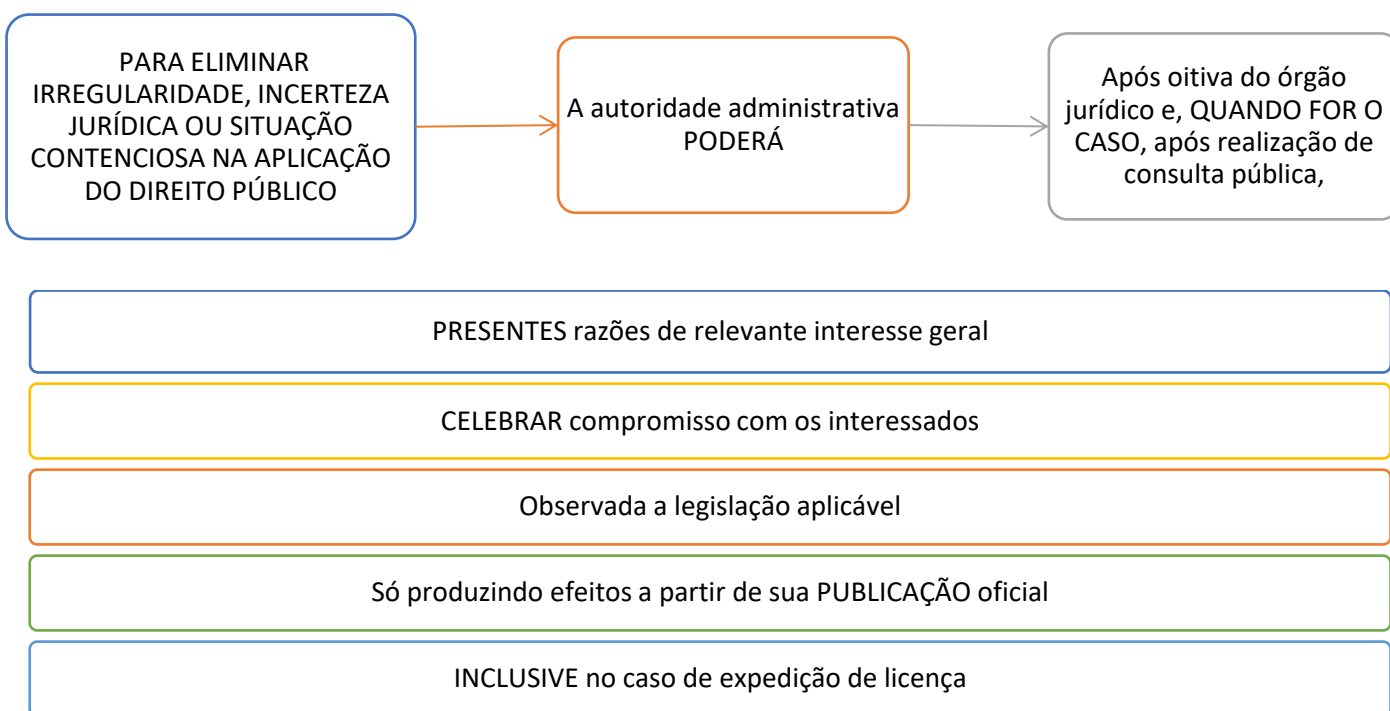 PARA ELIMINAR
IRREGULARIDADE, INCERTEZA
JURÍDICA OU SITUAÇÃO
CONTENCIOSA NA APLICAÇÃO
DO DIREITO PÚBLICO
A autoridade administrativa
PODERÁ
Após oitiva do órgão
jurídico e, QUANDO FOR O
CASO, após realização de
consulta pública,
PRESENTES razões de relevante interesse geral
CELEBRAR compromisso com os interessados
Observada a legislação aplicável
Só produzindo efeitos a partir de sua PUBLICAÇÃO oficial
INCLUSIVE no caso de expedição de licença